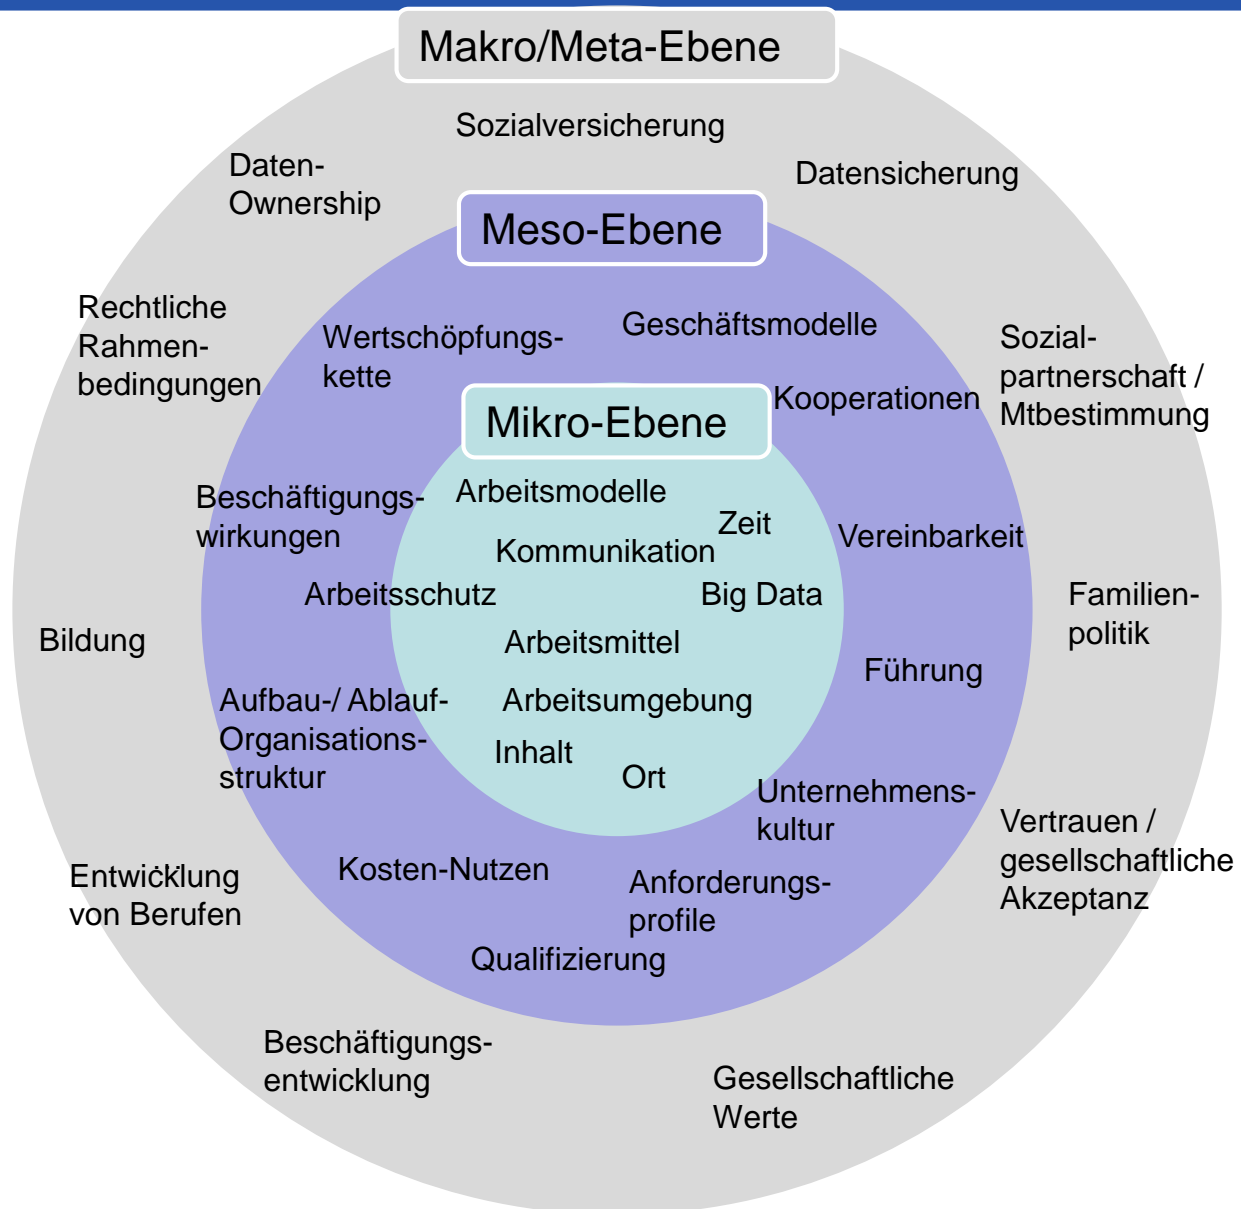 Makro/Meta-Ebene
Sozialversicherung
Daten-
Ownership
Datensicherung
Meso-Ebene
Rechtliche
Rahmen-
bedingungen
Wertschöpfungs-
kette
Geschäftsmodelle
Kooperationen
Sozial-
partnerschaft /
Mtbestimmung
Mikro-Ebene
Beschäftigungs-
wirkungen
Arbeitsmodelle
Zeit
Kommunikation
Vereinbarkeit
Arbeitsschutz
Big Data
Familien-
politik
Bildung
Arbeitsmittel
Führung
Aufbau-/ Ablauf-
Organisations-
struktur
Arbeitsumgebung
Inhalt
Ort
Unternehmens-
kultur
Vertrauen /
gesellschaftliche
Akzeptanz
Entwicklung
von Berufen
Kosten-Nutzen
Anforderungs-
profile
Qualifizierung
Beschäftigungs-
entwicklung
Gesellschaftliche
Werte